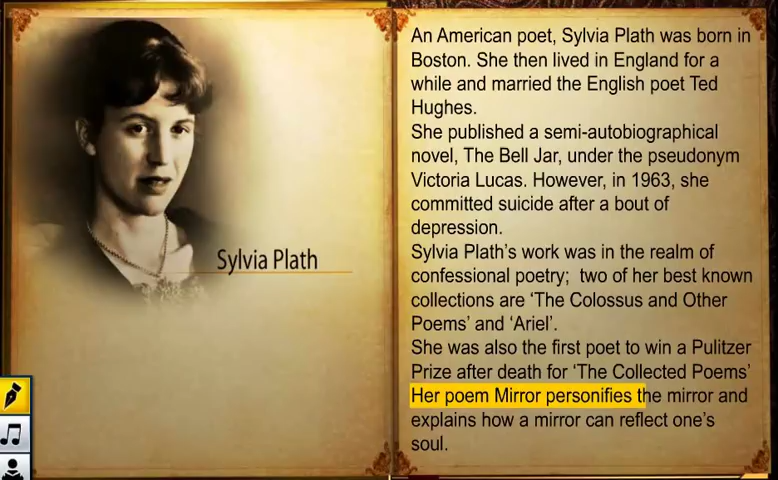 Sylvia Plath
An American poet, Sylvia Plath was born in
Boston. She then lived in England for a
while and married the English poet Ted
Hughes.
She published a semi-autobiographical
novel, The Bell Jar, under the pseudonym
Victoria Lucas. However, in 1963, she
committed suicide after a bout of
depression.
Sylvia Plath's work was in the realm of
confessional poetry;  two of her best known
collections are ‘The Colossus and Other
Poems’ and ‘Ariel’.
She was also the first poet to win a Pulitzer
Prize after death for ‘The Collected Poems’
Her poem Mirror personifies the mirror and
explains how a mirror can reflect one’s
soul.